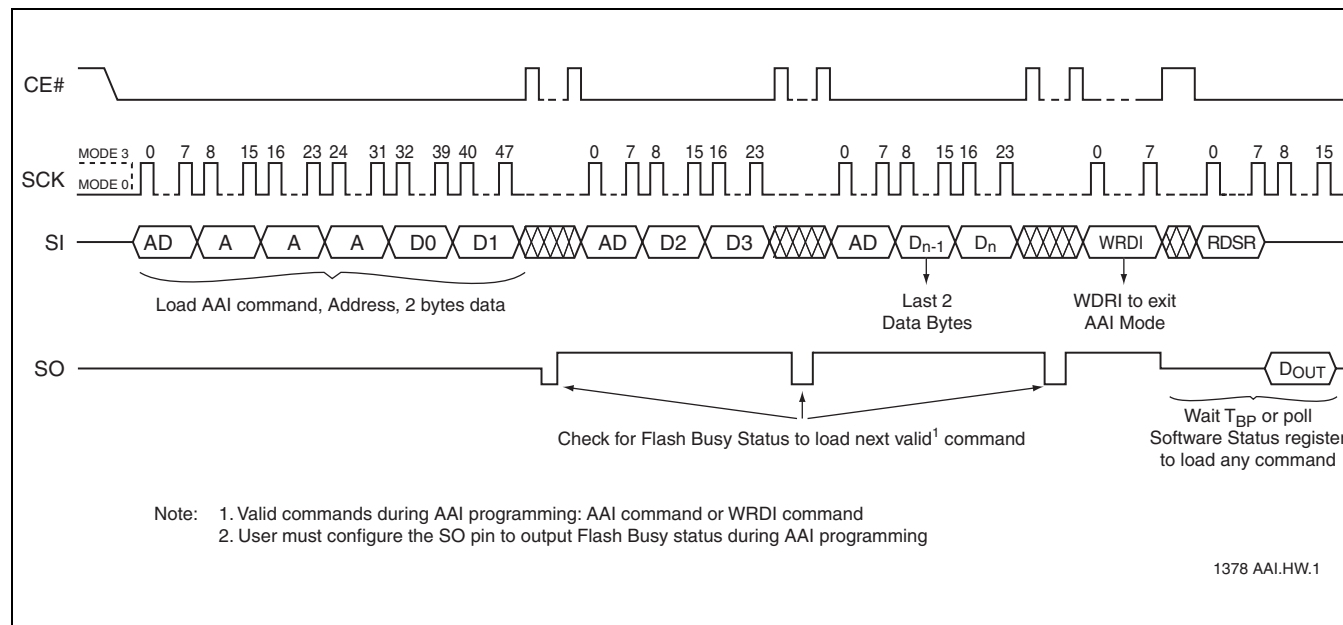 CE#
MODE 3 0 7 8 15 16 23 24 31 32 39 40 47 0 7 8 15 16 23 0 7 8 15 16 23 0 7 0 7 8 15
SCK MODE 0
SI AD A A A D0 D1 AD D2 D3 AD Dn-1 Dn WRDI RDSR
Load AAI command, Address, 2 bytes data
Last 2
Data Bytes
WDRI to exit
AAI Mode
SO DOUT
Check for Flash Busy Status to load next valid1 command
Wait TBP or poll
Software Status register
to load any command
Note: 1. Valid commands during AAI programming: AAI command or WRDI command
2. User must configure the SO pin to output Flash Busy status during AAI programming
1378 AAI.HW.1